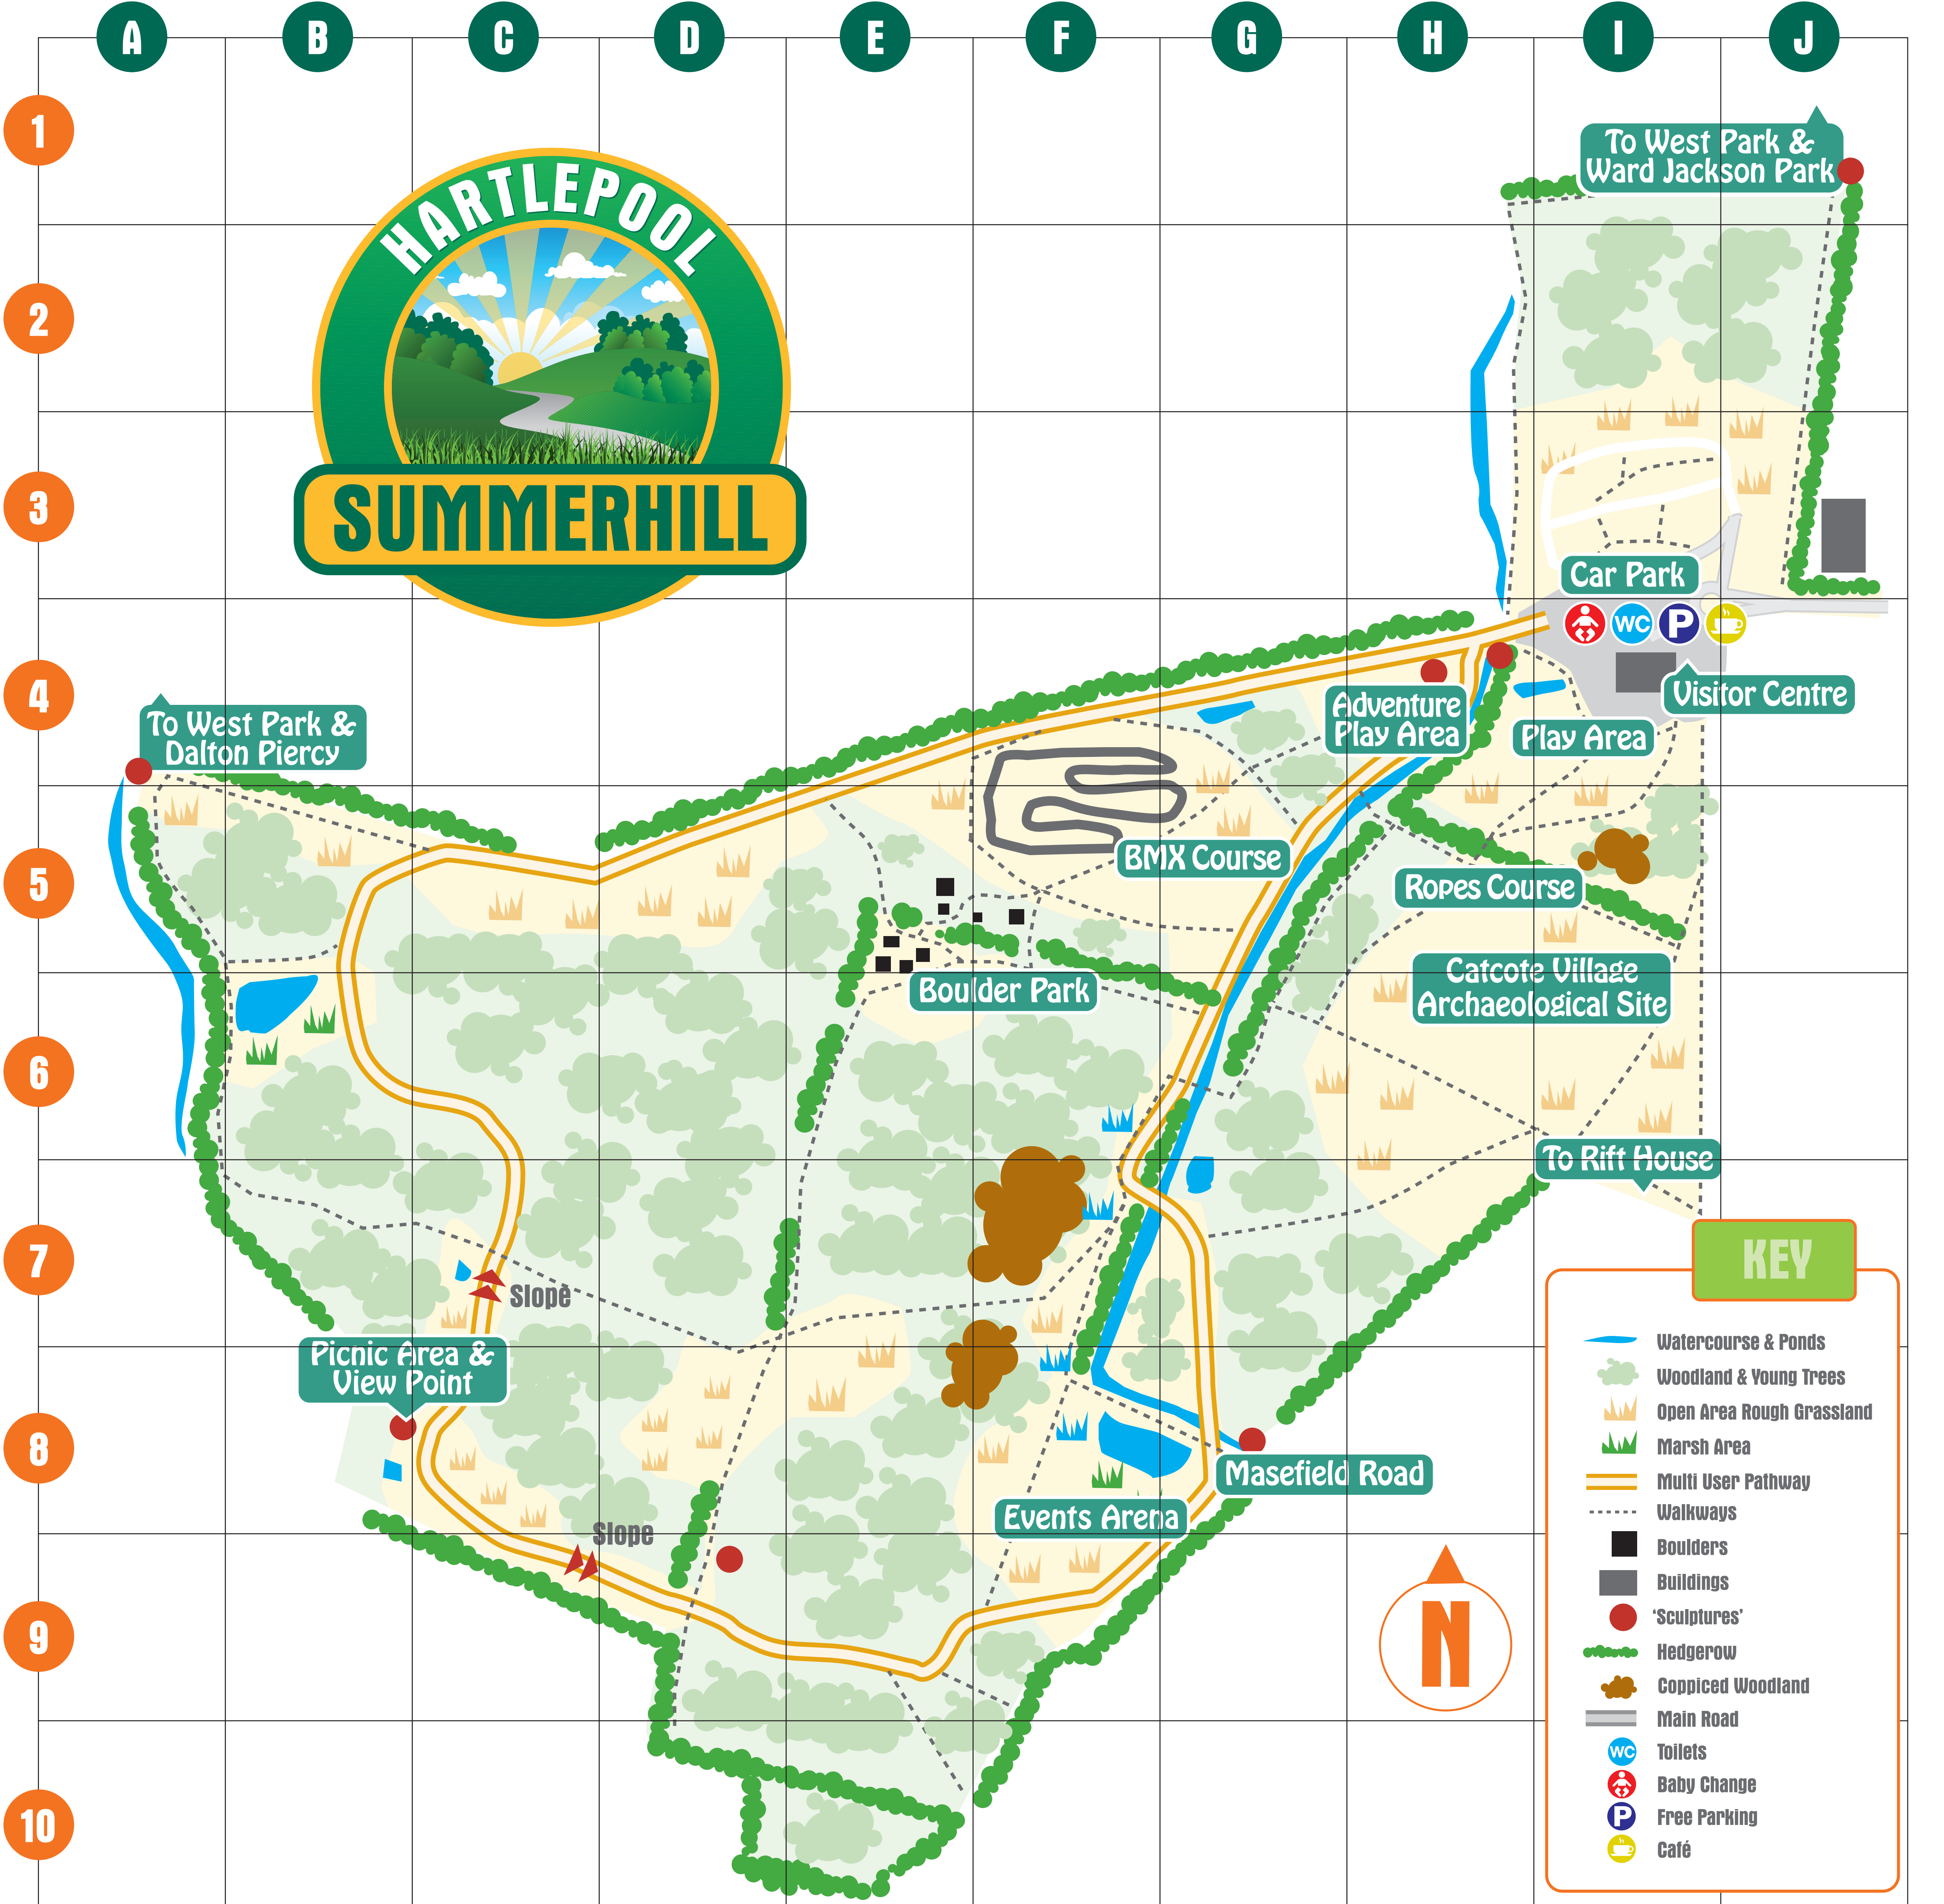 A B C D E F G H I J
1
2
3
4
5
6
7
8
9
10
HARTLEPOOL
SUMMERHILL
To West Park &
Ward Jackson Park
Car Park
WC
P
Visitor Centre
Adventure
Play Area
Play Area
To West Park &
Dalton Piercy
BMX Course
Ropes Course
Boulder Park
Catcote Village
Archaeological Site
To Rift House
Slope
Picnic Area &
View Point
Masefield Road
Events Arena
Slope
N
KEY
Watercourse & Ponds
Woodland & Young Trees
Open Area Rough Grassland
Marsh Area
Multi User Pathway
Walkways
Boulders
Buildings
‘Sculptures’
Hedgerow
Coppiced Woodland
Main Road
WC Toilets
Baby Change
P Free Parking
Café